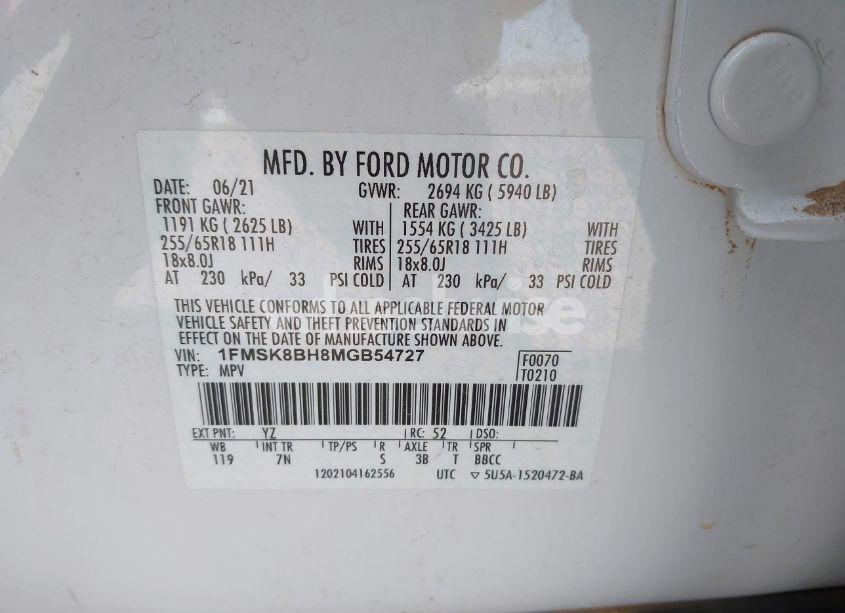 MFD. BY FORD MOTOR CO.
DATE: 06/21 GVWR: 2694 KG ( 5940 LB)
FRONT GAWR: REAR GAWR:
1191 KG ( 2625 LB) WITH 1554 KG ( 3425 LB) WITH
255/65R18 111H TIRES 255/65R18 111H TIRES
18x8.0J RIMS 18x8.0J RIMS
AT 230 kPa/ 33 PSI COLD AT 230 kPa/ 33 PSI COLD
THIS VEHICLE CONFORMS TO ALL APPLICABLE FEDERAL MOTOR
VEHICLE SAFETY AND THEFT PREVENTION STANDARDS IN
EFFECT ON THE DATE OF MANUFACTURE SHOWN ABOVE.
VIN: 1FMSK8BH8MGB54727 F0070
TYPE: MPV T0210
EXT PNT: YZ RC: 52 DSO:
WB INT TR TP/PS R AXLE TR SPR
119 7N S 3B T BBCC
1202104162556 UTC ▽ 5U5A-1520472-BA